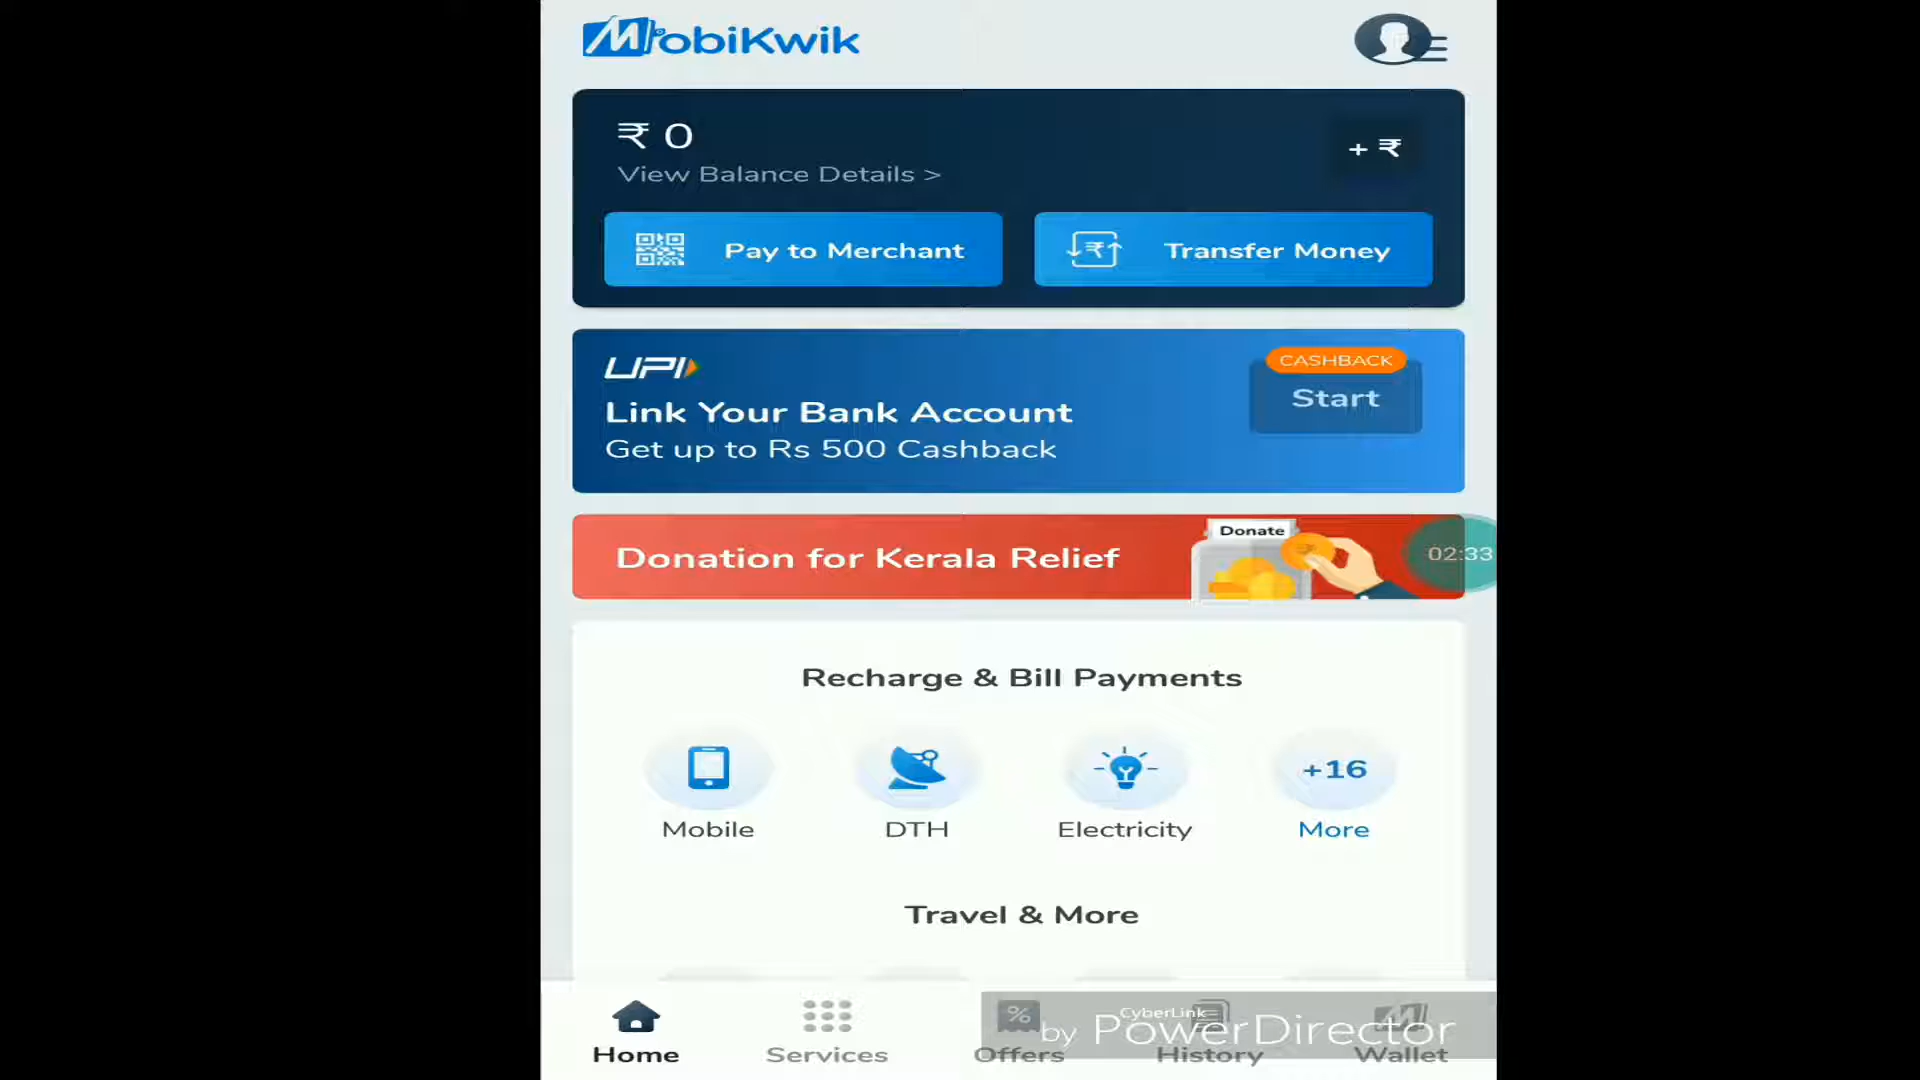 MobiKwik
₹ 0
+ ₹
View Balance Details >
Pay to Merchant
Transfer Money
UPI
CASHBACK
Start
Link Your Bank Account
Get up to Rs 500 Cashback
Donate
Donation for Kerala Relief
02:33
Recharge & Bill Payments
+16
Mobile
DTH
Electricity
More
Travel & More
%
CyberLink
by PowerDirector
Home
Services
Offers
History
Wallet